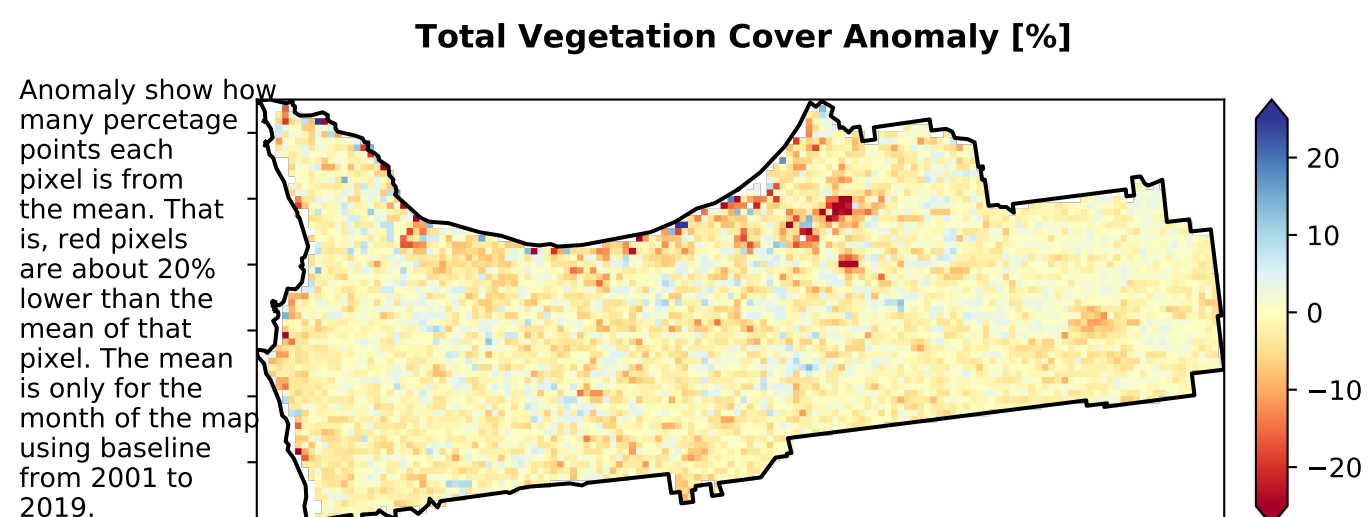 Total Vegetation Cover Anomaly [%]
Anomaly show how
many percetage
points each
pixel is from
the mean. That
is, red pixels
are about 20%
lower than the
mean of that
pixel. The mean
is only for the
month of the map
using baseline
from 2001 to
2019.
20
10
0
−10
−20